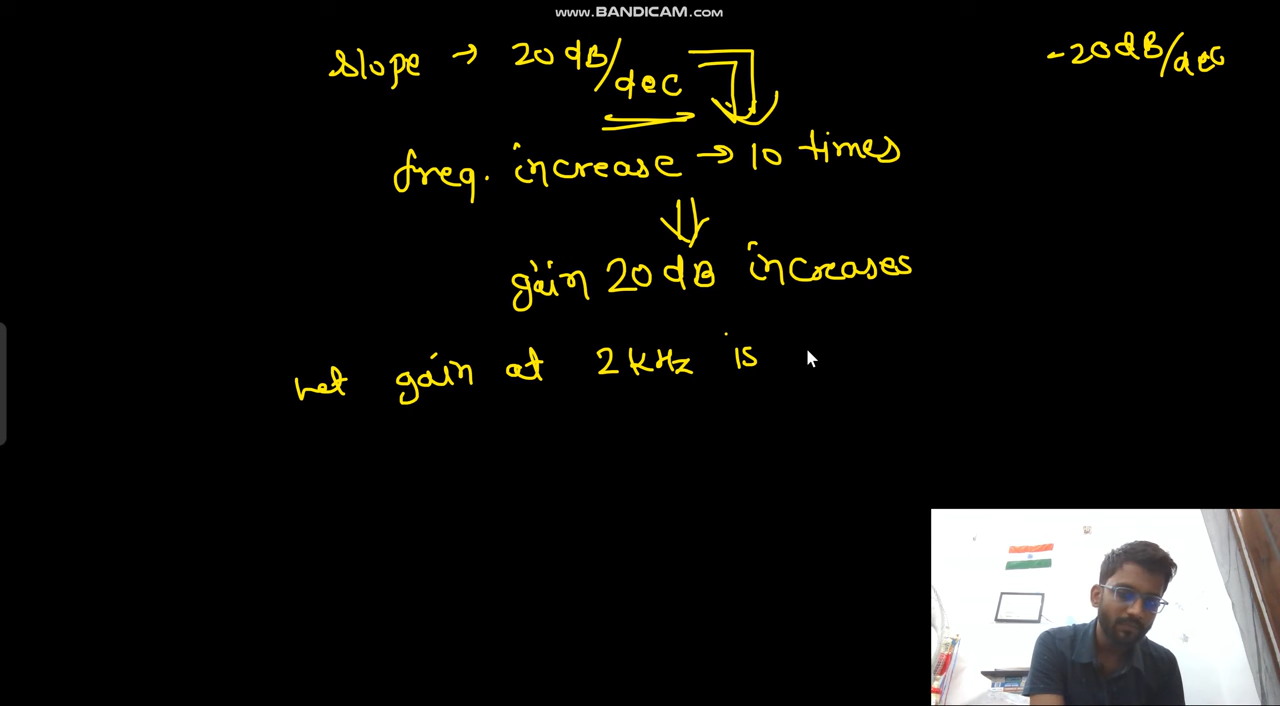 www.BANDICAM.com
slope → 20 dB/dec
-20 dB/dec
freq. increase → 10 times
gain 20 dB increases
let gain at 2 kHz is